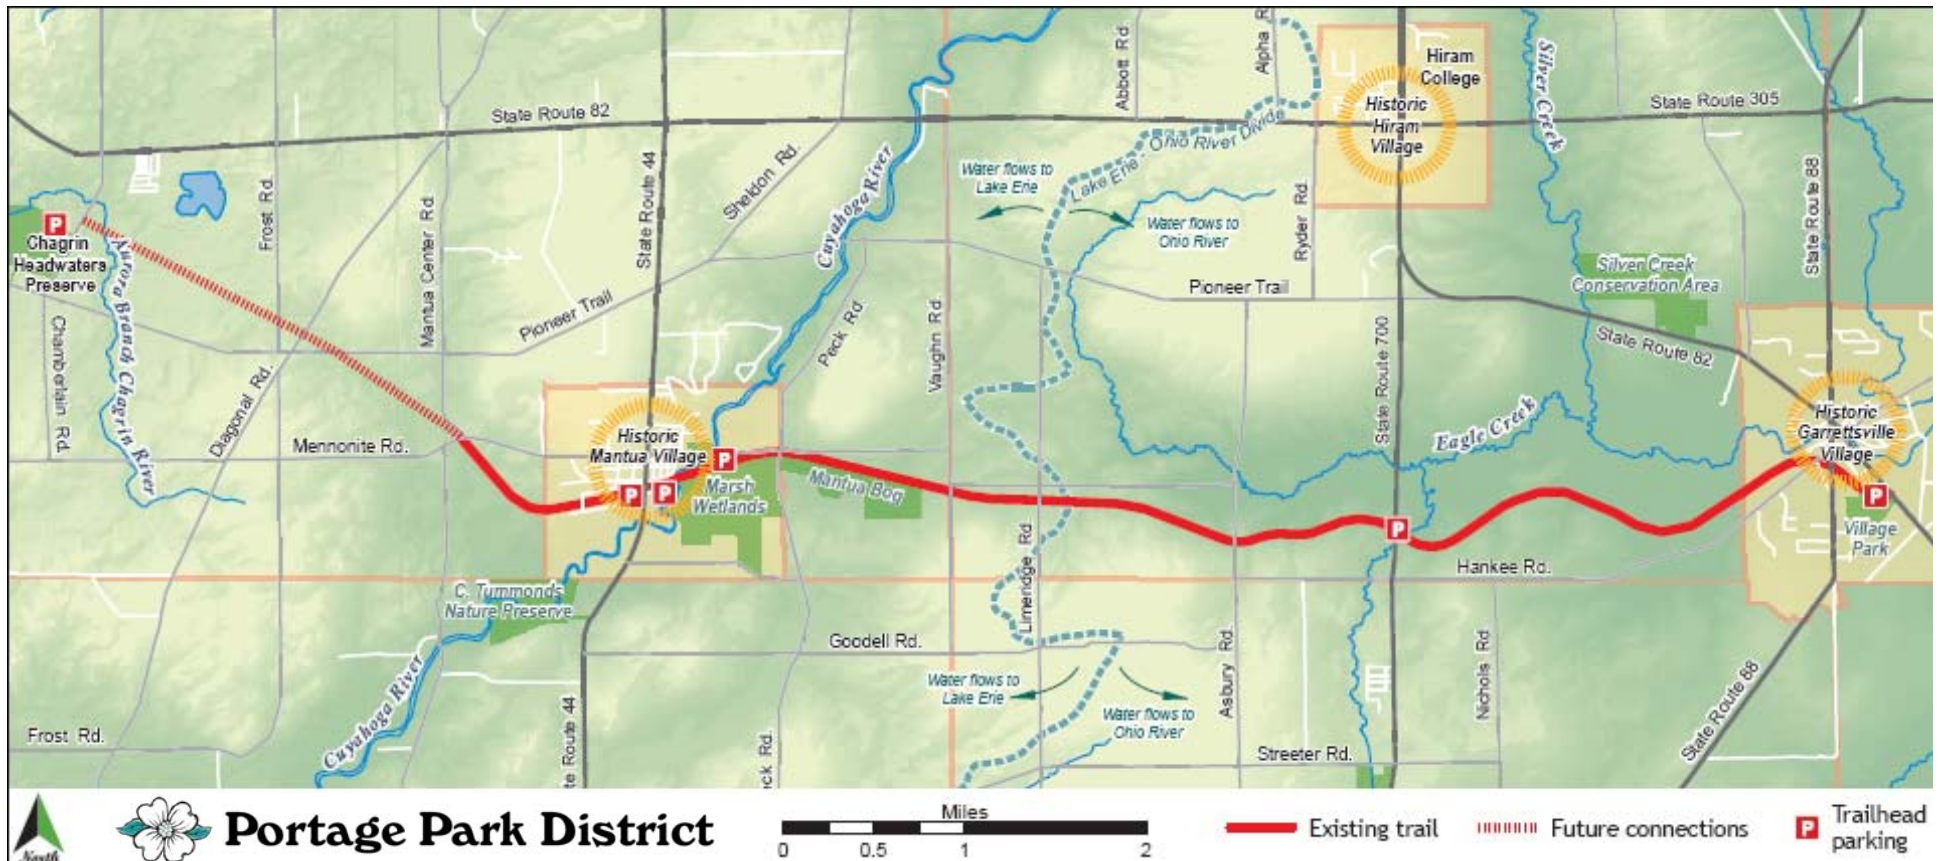 Abbott Rd.
Alpha R
Hiram
College
Silver Creek
State Route 82
State Route 305
Historic
Hiram
Village
Lake Erie - Ohio River Divide
Water flows to
Lake Erie
Water flows to
Ohio River
Frost Rd.
Mantua Center Rd.
State Route 44
Sheldon Rd.
Cuyahoga River
Ryder Rd.
State Route 88
P
Chagrin
Headwaters
Preserve
Aurora Branch Chagrin River
Pioneer Trail
Pioneer Trail
Silver Creek
Conservation Area
State Route 82
Chamberlain Rd.
Diagonal Rd.
Peck Rd.
Vaughn Rd.
State Route 700
Eagle Creek
Mennonite Rd.
Historic
Mantua Village
P
P
P
Marsh
Wetlands
Mantua Bog
Historic
Garrettsville
Village
P
P
Village
Park
Limeridge Rd
Hankee Rd.
C. Tummonds
Nature Preserve
Goodell Rd.
Asbury Rd.
Nichols Rd
Water flows to
Lake Erie
Water flows to
Ohio River
Cuyahoga River
Frost Rd.
te Route 44
ck Rd.
Streeter Rd.
State Route 88
North
Portage Park District
Miles
0 0.5 1 2
Existing trail
Future connections
P Trailhead
parking